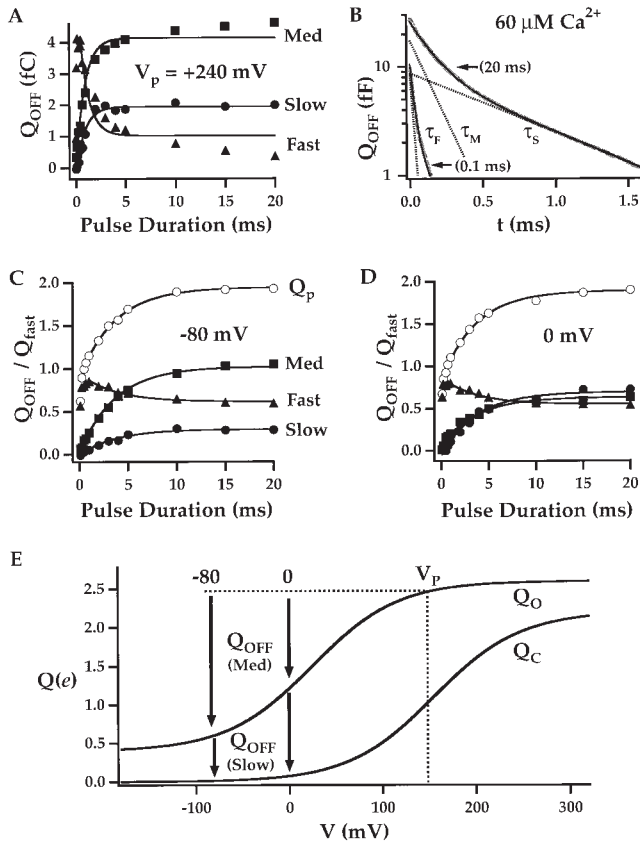 A
Q_OFF (fC)
4
3
2
1
0
V_p = +240 mV
Med
Slow
Fast
0 5 10 15 20
Pulse Duration (ms)
B
60 μM Ca²⁺
Q_OFF (fF)
10
1
(20 ms)
τ_F
τ_M
τ_S
(0.1 ms)
0.0 0.5 1.0 1.5
t (ms)
C
Q_OFF / Q_fast
2.0
1.5
1.0
0.5
0.0
Q_p
-80 mV
Med
Fast
Slow
0 5 10 15 20
Pulse Duration (ms)
D
Q_OFF / Q_fast
2.0
1.5
1.0
0.5
0.0
0 mV
0 5 10 15 20
Pulse Duration (ms)
E
Q(e)
2.5
2.0
1.5
1.0
0.5
0.0
-80 0 V_P
Q_O
Q_C
Q_OFF
(Med)
Q_OFF
(Slow)
-100 0 100 200 300
V (mV)